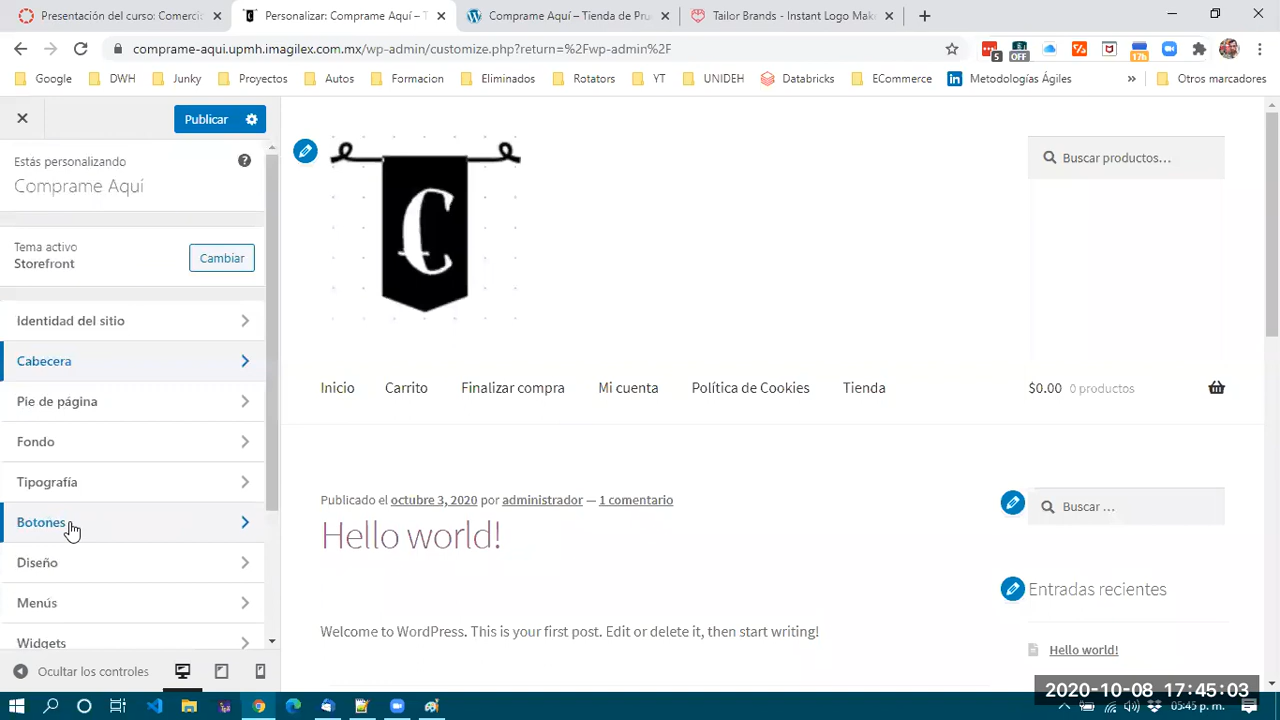 Presentación del curso: Comercio
Personalizar: Comprame Aquí – T
Comprame Aquí – Tienda de Pru
Tailor Brands - Instant Logo Mak
comprame-aqui.upmh.imagilex.com.mx/wp-admin/customize.php?return=%2Fwp-admin%2F
5
OFF
17h
Google
DWH
Junky
Proyectos
Autos
Formacion
Eliminados
Rotators
YT
UNIDEH
Databricks
ECommerce
Metodologías Ágiles
»
Otros marcadores
Publicar
Estás personalizando
Comprame Aquí
Tema activo
Storefront
Cambiar
Identidad del sitio
Cabecera
Pie de página
Fondo
Tipografía
Botones
Diseño
Menús
Widgets
Ocultar los controles
C
Buscar productos…
Inicio
Carrito
Finalizar compra
Mi cuenta
Política de Cookies
Tienda
$0.00 0 productos
Publicado el octubre 3, 2020 por administrador — 1 comentario
Hello world!
Welcome to WordPress. This is your first post. Edit or delete it, then start writing!
Buscar …
Entradas recientes
Hello world!
2020-10-08 17:45:03
05:45 p. m.